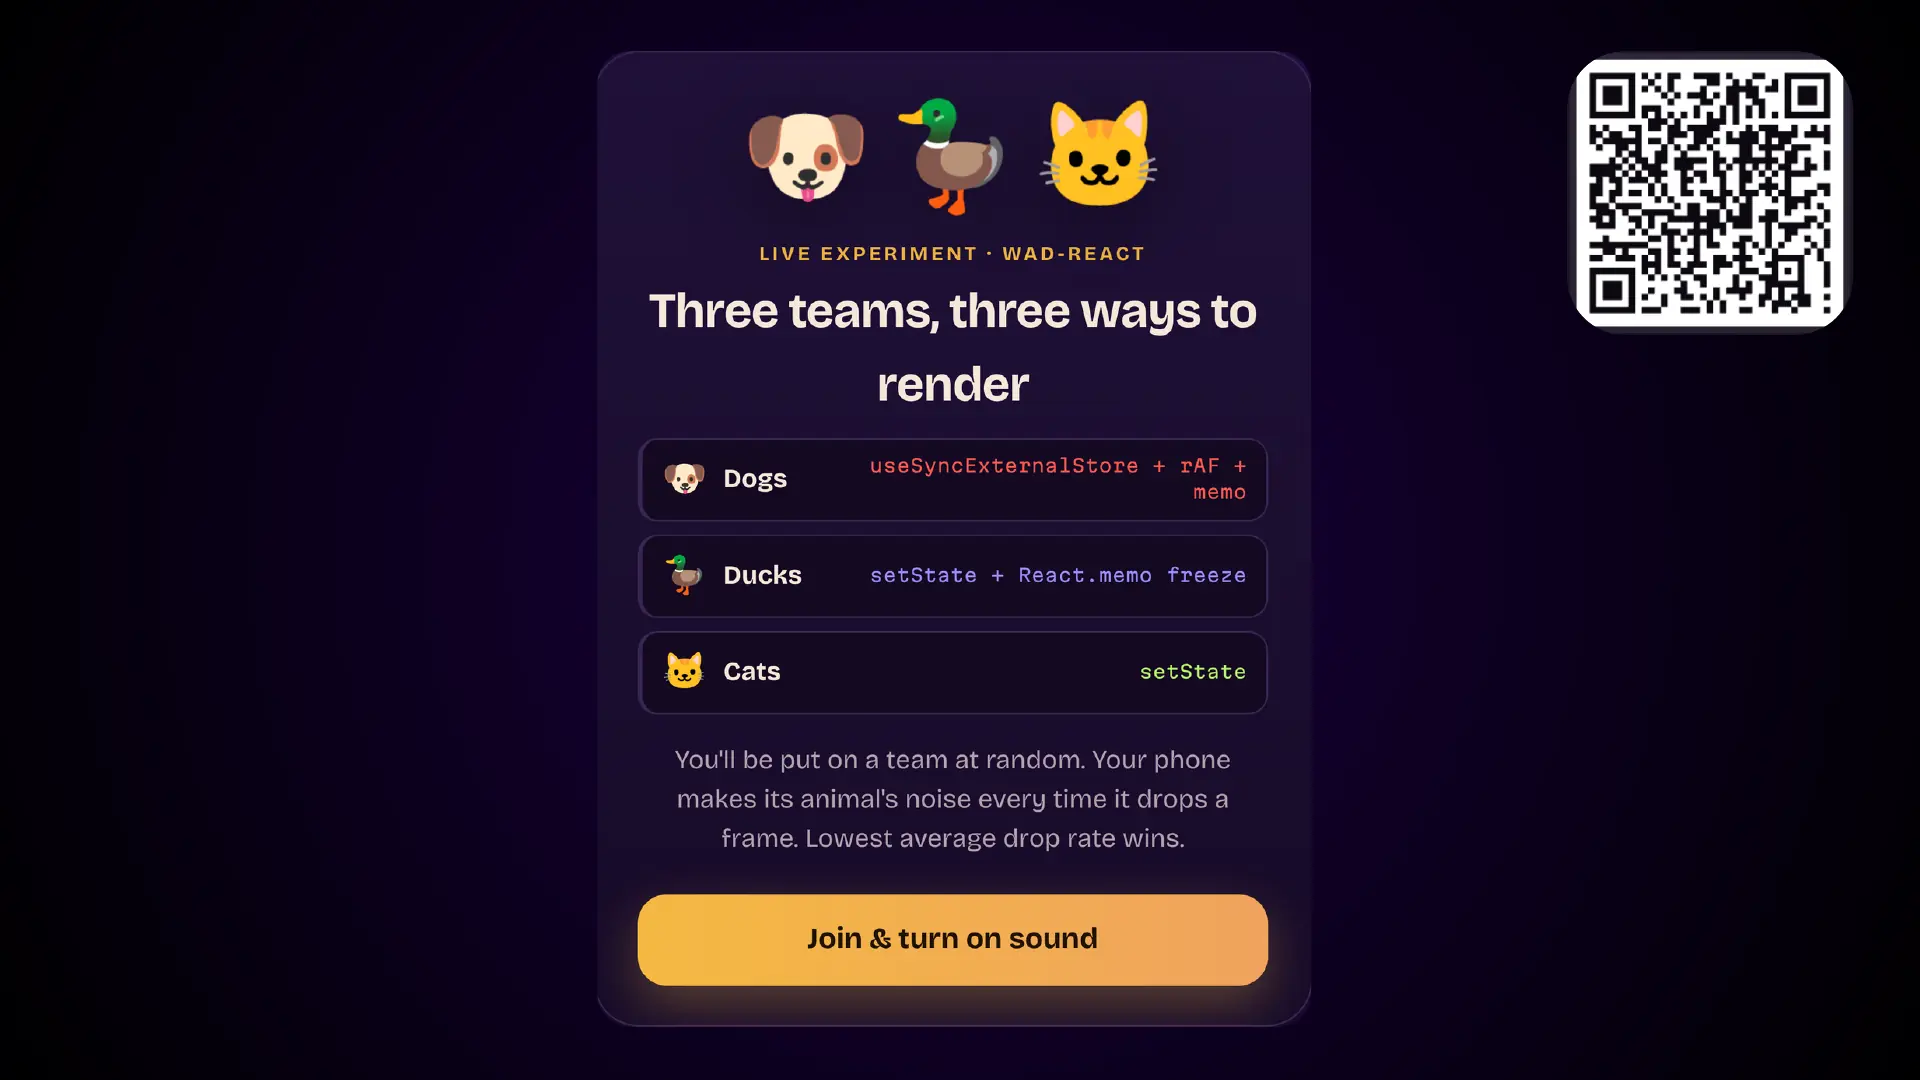 LIVE EXPERIMENT · WAD-REACT
Three teams, three ways to
render
Dogs
useSyncExternalStore + rAF +
memo
Ducks
setState + React.memo freeze
Cats
setState
You'll be put on a team at random. Your phone
makes its animal's noise every time it drops a
frame. Lowest average drop rate wins.
Join & turn on sound